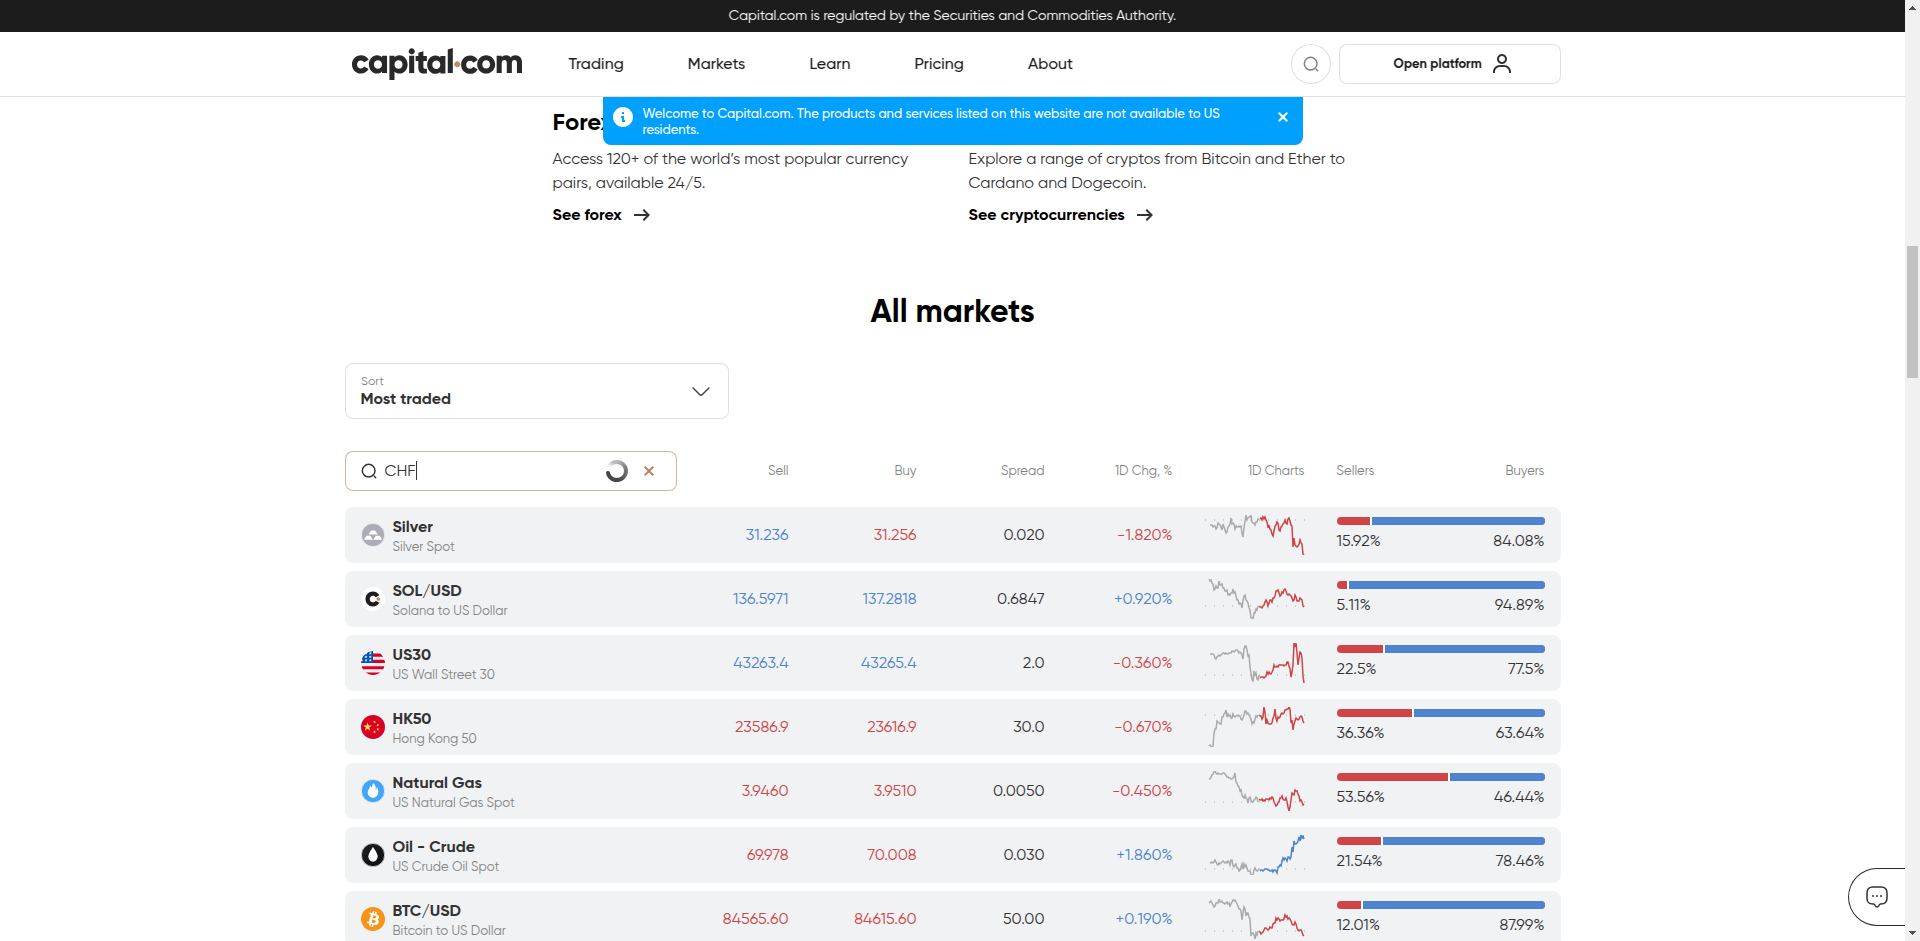 Capital.com is regulated by the Securities and Commodities Authority.
capital.com
Trading
Markets
Learn
Pricing
About
Open platform
Welcome to Capital.com. The products and services listed on this website are not available to US
residents.
Access 120+ of the world's most popular currency
pairs, available 24/5.
See forex
Explore a range of cryptos from Bitcoin and Ether to
Cardano and Dogecoin.
See cryptocurrencies
All markets
Sort
Most traded
CHF
Sell
Buy
Spread
1D Chg, %
1D Charts
Sellers
Buyers
Silver
Silver Spot
31.236
31.256
0.020
-1.820%
15.92%
84.08%
SOL/USD
Solana to US Dollar
136.5971
137.2818
0.6847
+0.920%
5.11%
94.89%
US30
US Wall Street 30
43263.4
43265.4
2.0
-0.360%
22.5%
77.5%
HK50
Hong Kong 50
23586.9
23616.9
30.0
-0.670%
36.36%
63.64%
Natural Gas
US Natural Gas Spot
3.9460
3.9510
0.0050
-0.450%
53.56%
46.44%
Oil - Crude
US Crude Oil Spot
69.978
70.008
0.030
+1.860%
21.54%
78.46%
BTC/USD
Bitcoin to US Dollar
84565.60
84615.60
50.00
+0.190%
12.01%
87.99%